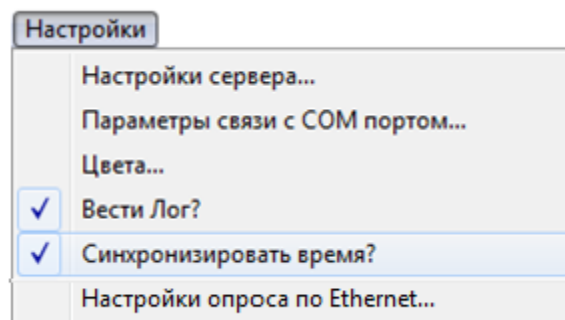 Настройки
Настройки сервера...
Параметры связи с COM портом...
Цвета...
Вести Лог?
Синхронизировать время?
Настройки опроса по Ethernet...